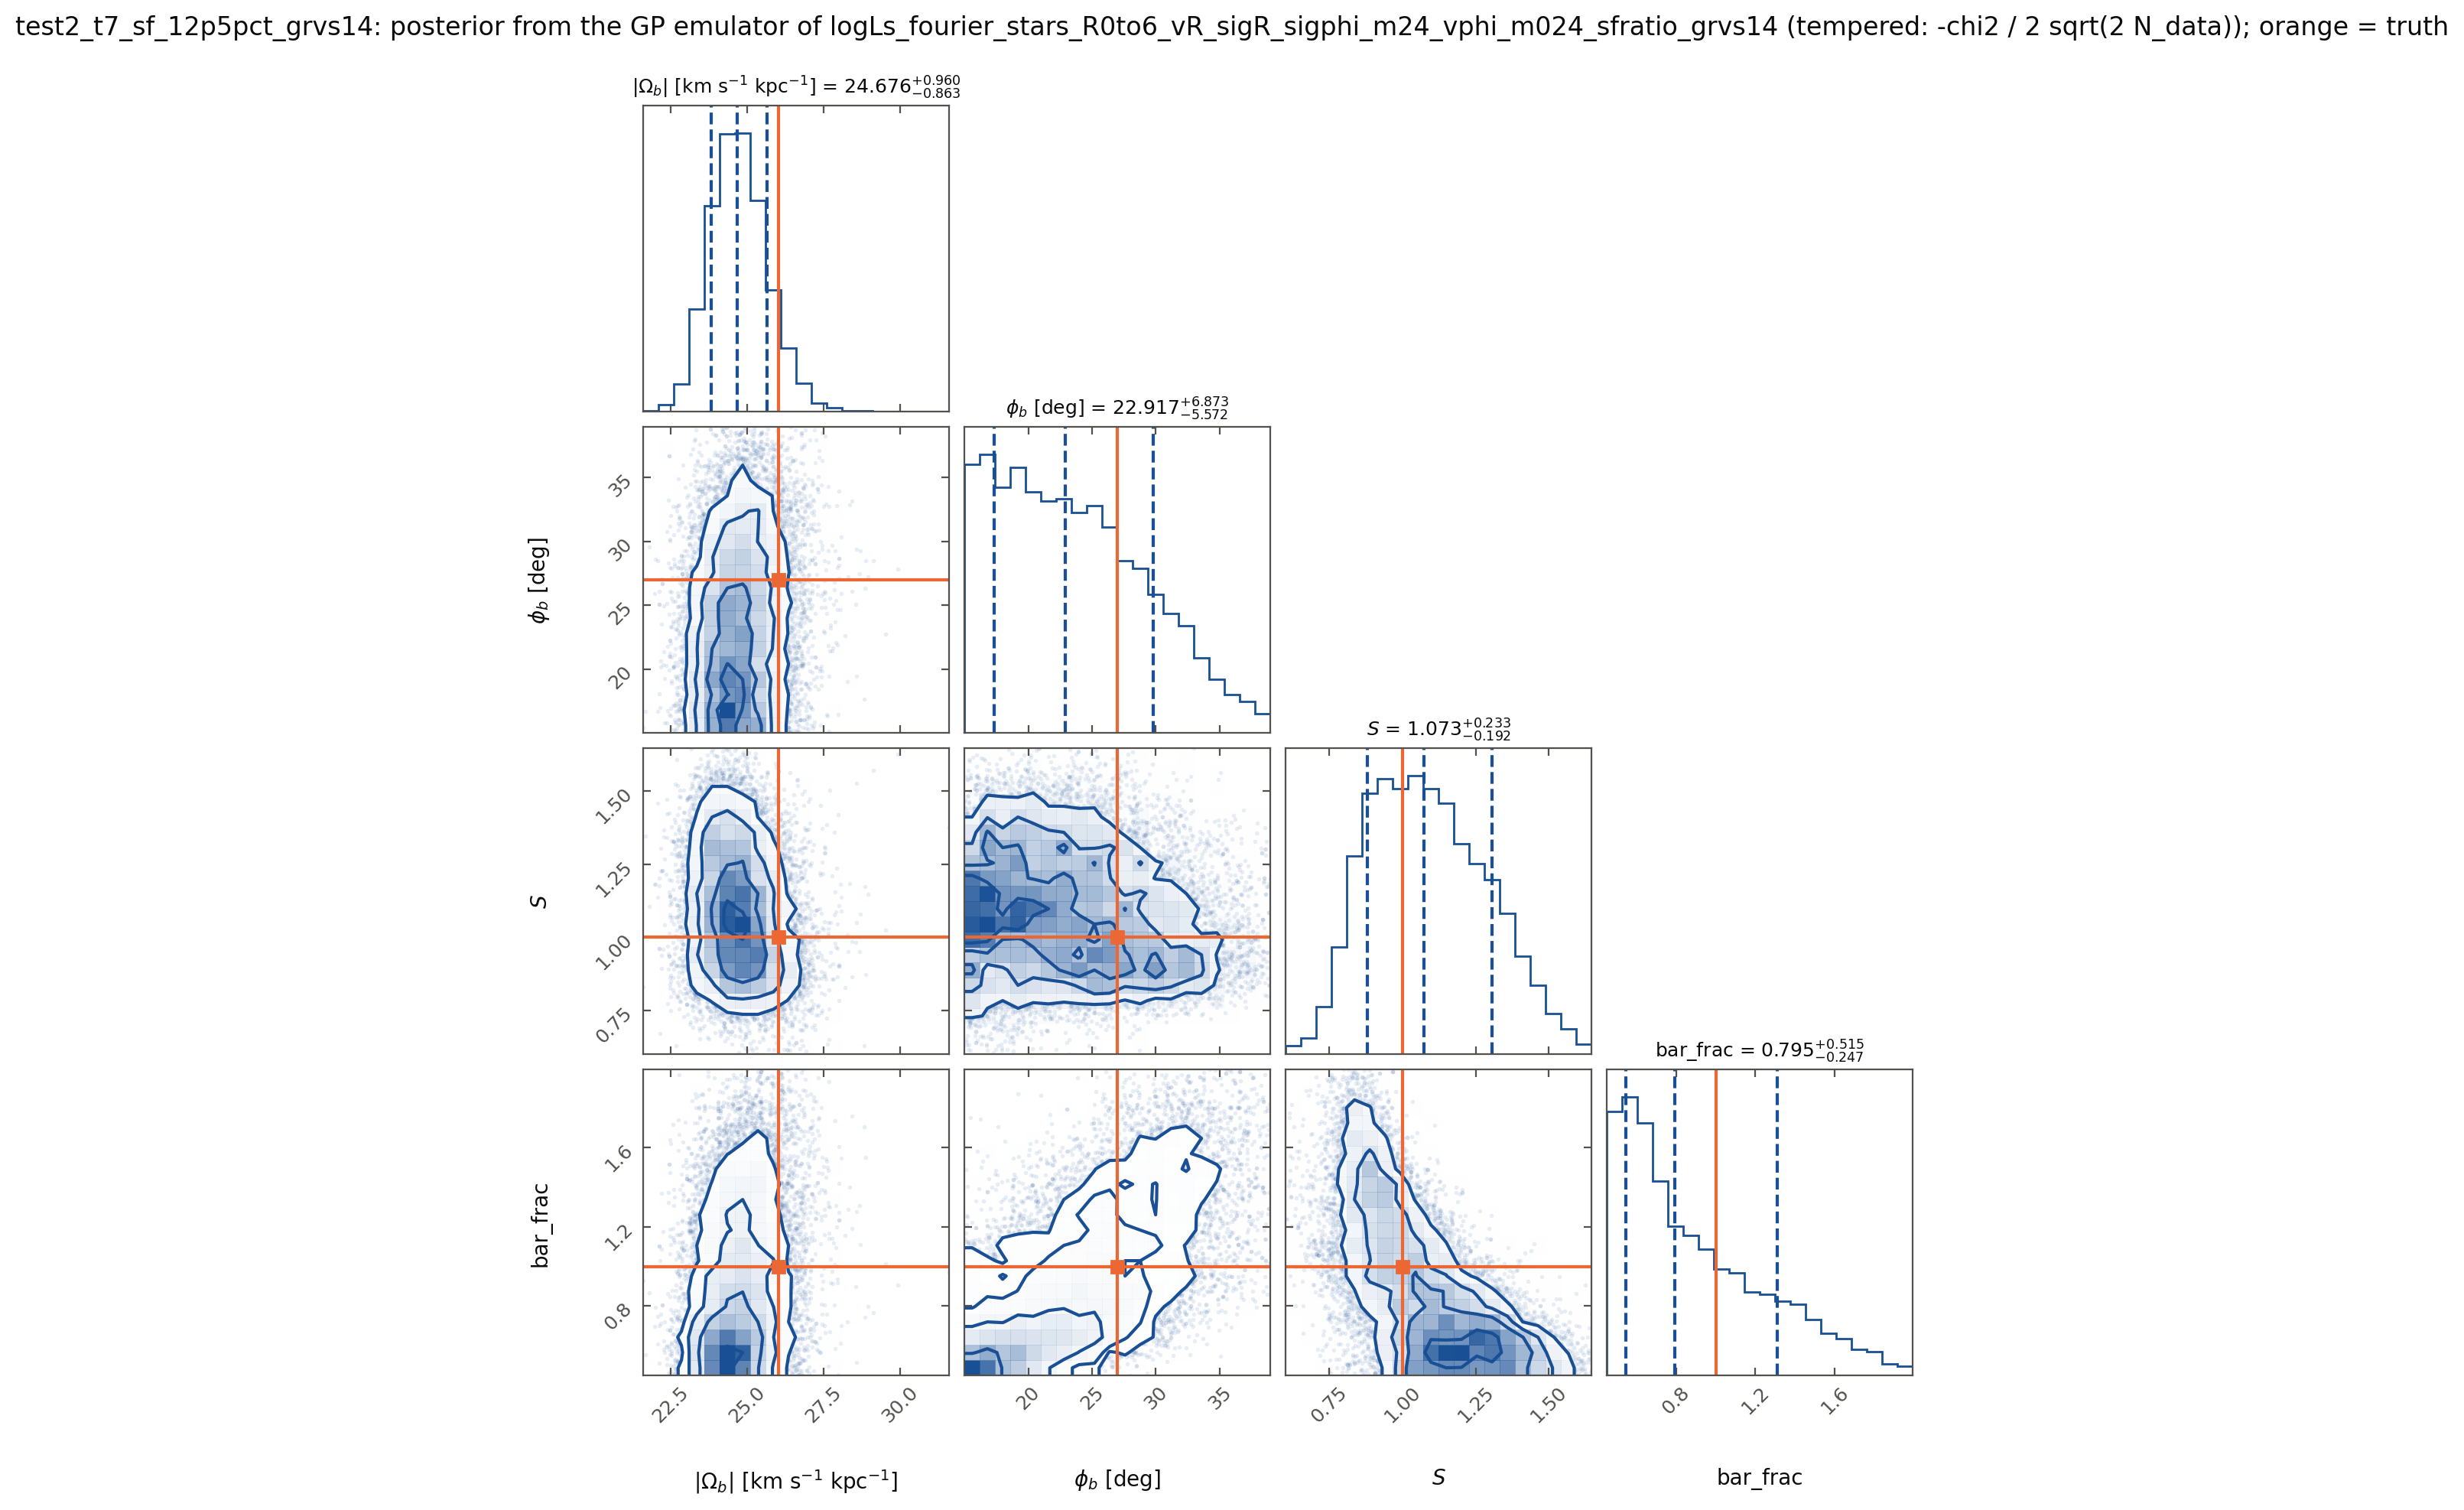 test2_t7_sf_12p5pct_grvs14: posterior from the GP emulator of logLs_fourier_stars_R0to6_vR_sigR_sigphi_m24_vphi_m024_sfratio_grvs14 (tempered: -chi2 / 2 sqrt(2 N_data)); orange = truth
|Ω_b| [km s⁻¹ kpc⁻¹] = 24.676^{+0.960}_{−0.863}
ϕ_b [deg] = 22.917^{+6.873}_{−5.572}
35
30
25
20
ϕ_b [deg]
S = 1.073^{+0.233}_{−0.192}
1.50
1.25
1.00
0.75
S
bar_frac = 0.795^{+0.515}_{−0.247}
1.6
1.2
0.8
bar_frac
22.5 25.0 27.5 30.0
20 25 30 35
0.75 1.00 1.25 1.50
0.8 1.2 1.6
|Ω_b| [km s⁻¹ kpc⁻¹]
ϕ_b [deg]
S
bar_frac